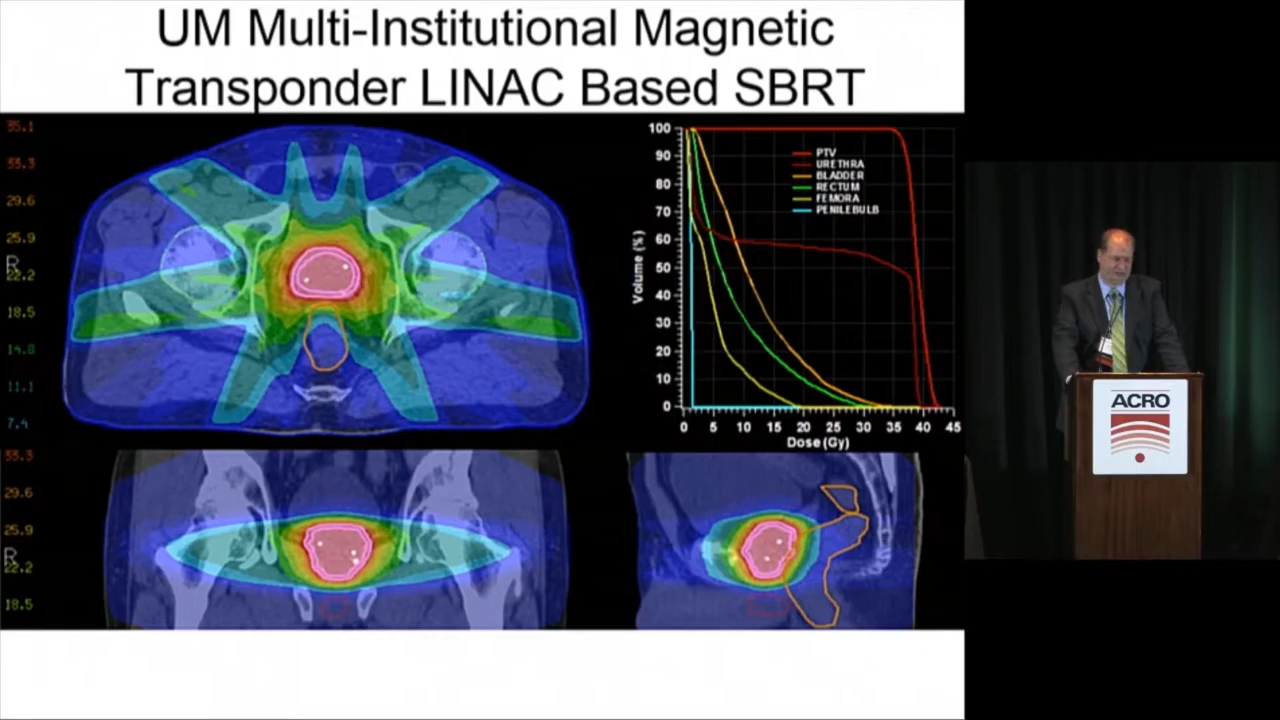 UM Multi-Institutional Magnetic
Transponder LINAC Based SBRT
35.1
33.3
29.6
25.9
R
22.2
18.5
14.8
11.1
7.4
33.3
29.6
25.9
R
22.2
18.5
100
90
80
70
60
50
40
30
20
10
0
Volume (%)
PTV
URETHRA
BLADDER
RECTUM
FEMORA
PENILEBULB
0 5 10 15 20 25 30 35 40 45
Dose (Gy)
ACRO